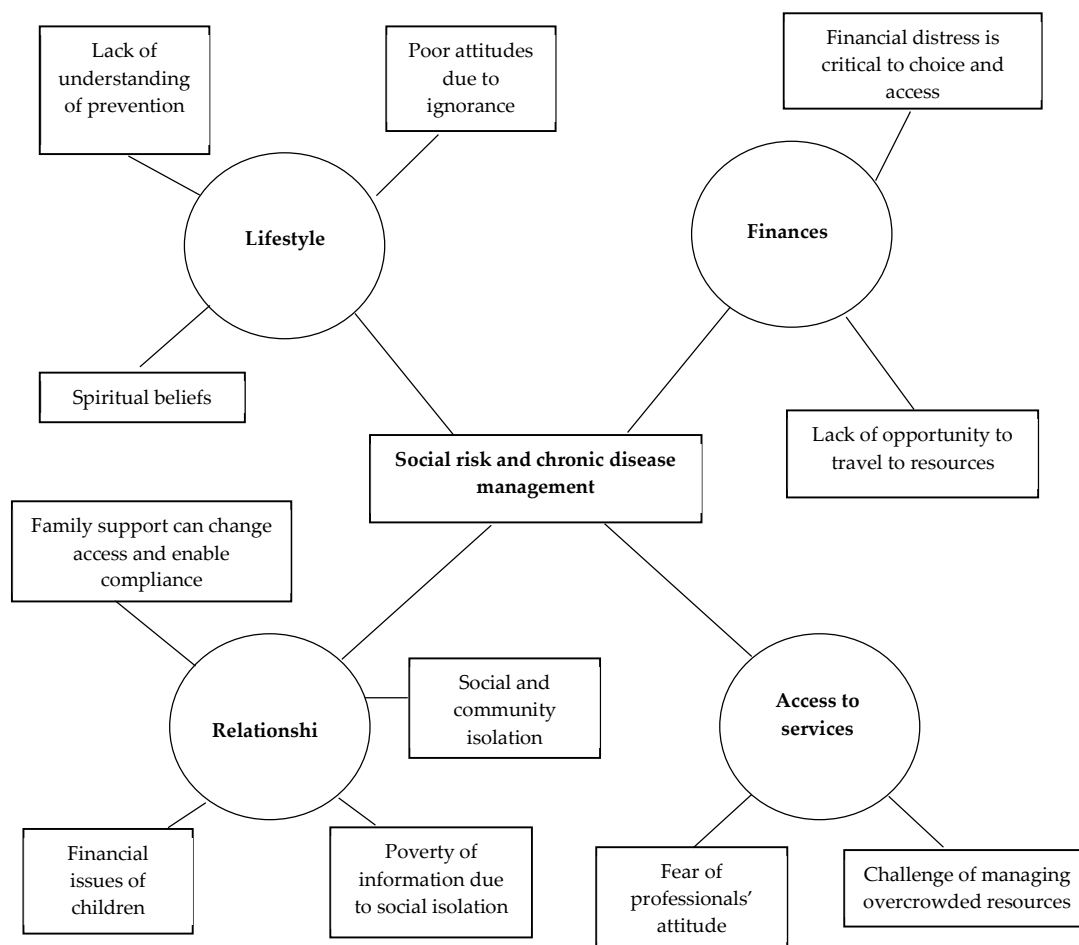 Lack of
understanding
of prevention
Poor attitudes
due to
ignorance
Financial distress is
critical to choice and
access
Lifestyle
Finances
Spiritual beliefs
Lack of opportunity to
travel to resources
Social risk and chronic disease
management
Family support can change
access and enable
compliance
Social and
community
isolation
Relationshi
Access to
services
Financial
issues of
children
Poverty of
information due
to social isolation
Fear of
professionals’
attitude
Challenge of managing
overcrowded resources